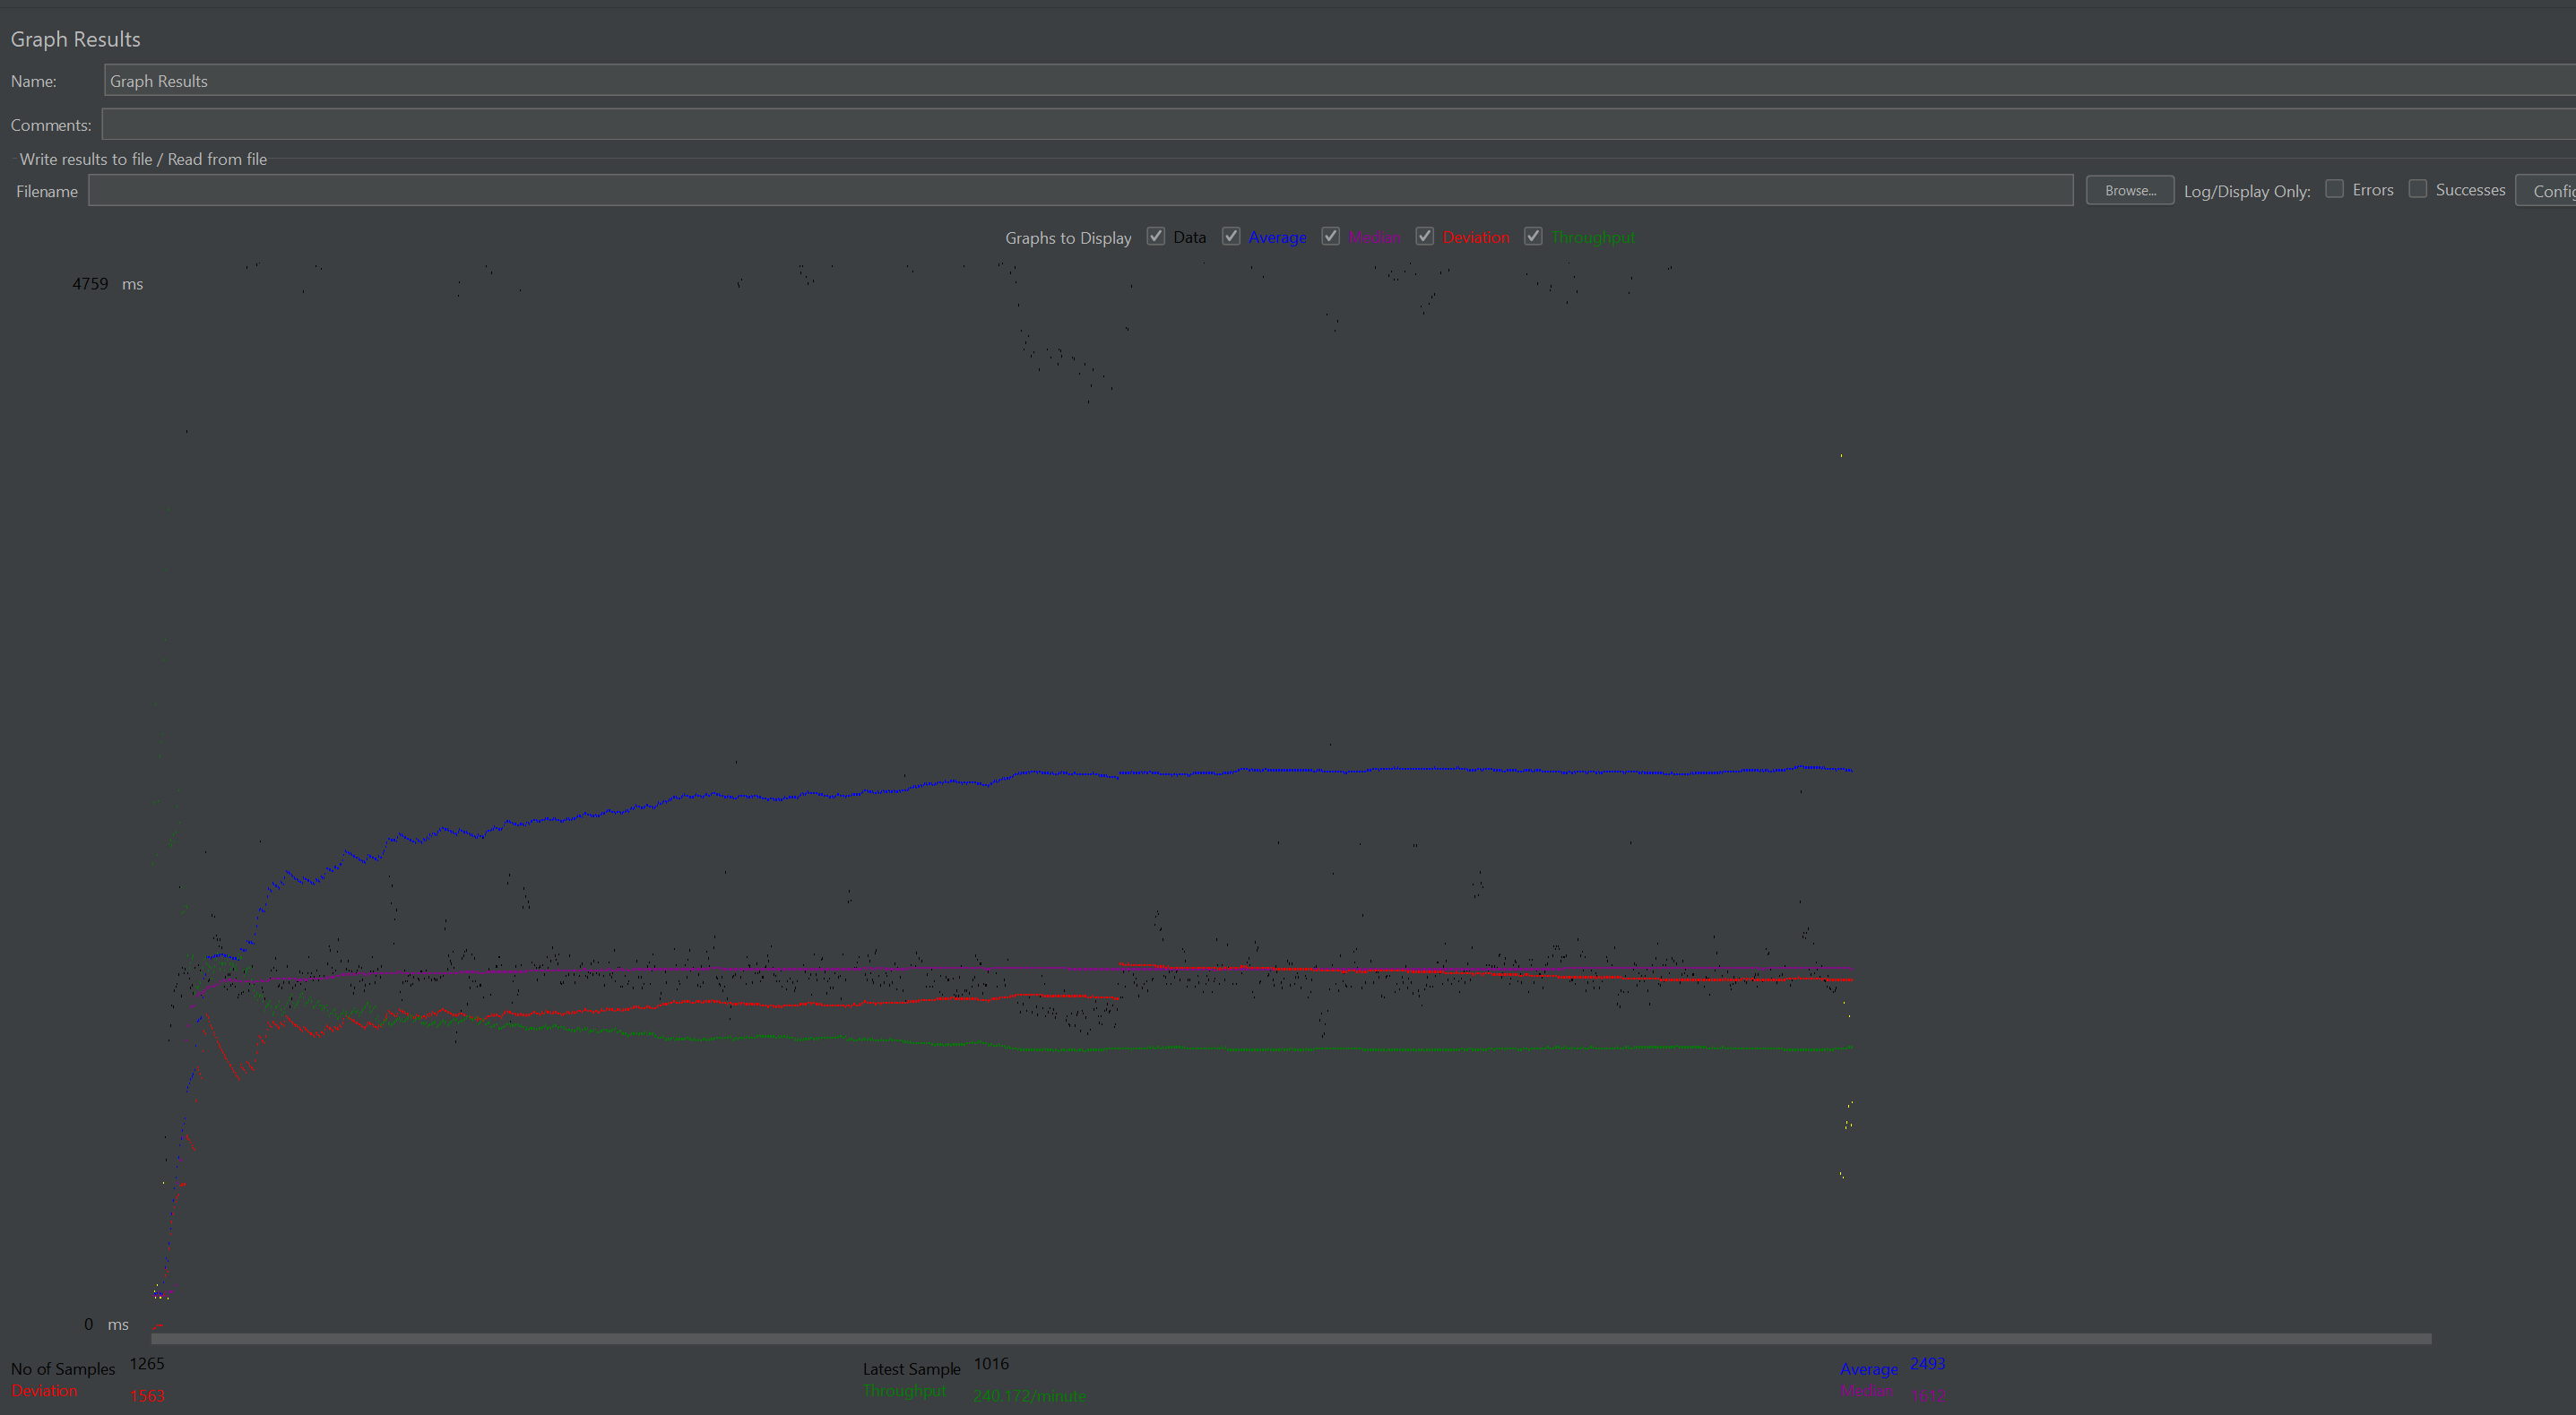 Graph Results
Name: Graph Results
Comments:
Write results to file / Read from file
Filename Browse... Log/Display Only: Errors Successes Config
Graphs to Display Data Average Median Deviation Throughput
4759 ms
0 ms
No of Samples 1265 Latest Sample 1016 Average 2493
Deviation 1563 Throughput 240.172/minute Median 1612